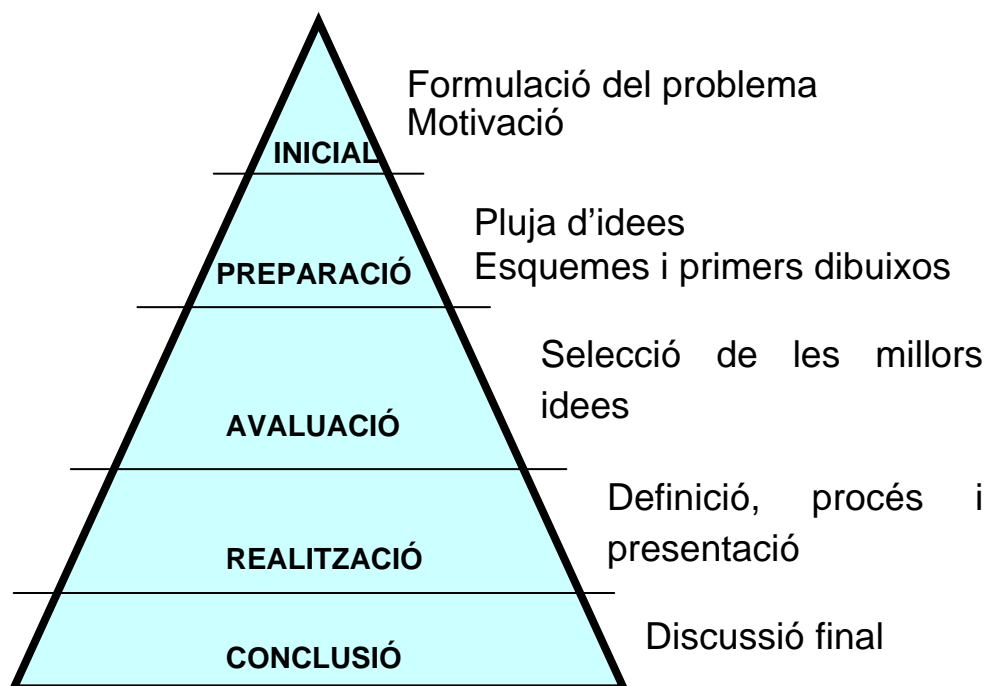 Formulació del problema
Motivació
INICIAL
Pluja d’idees
Esquemes i primers dibuixos
PREPARACIÓ
Selecció de les millors
idees
AVALUACIÓ
Definició, procés i
presentació
REALITZACIÓ
Discussió final
CONCLUSIÓ